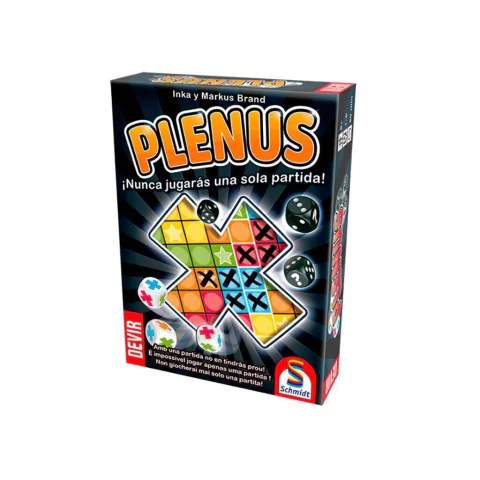 Inka y Markus Brand
PLENUS
¡Nunca jugarás una sola partida!
DEVIR
Amb una partida no en tindràs prou!
É impossível jogar apenas uma partida !
Non giocherai mai solo una partita!
Schmidt
PLENUS